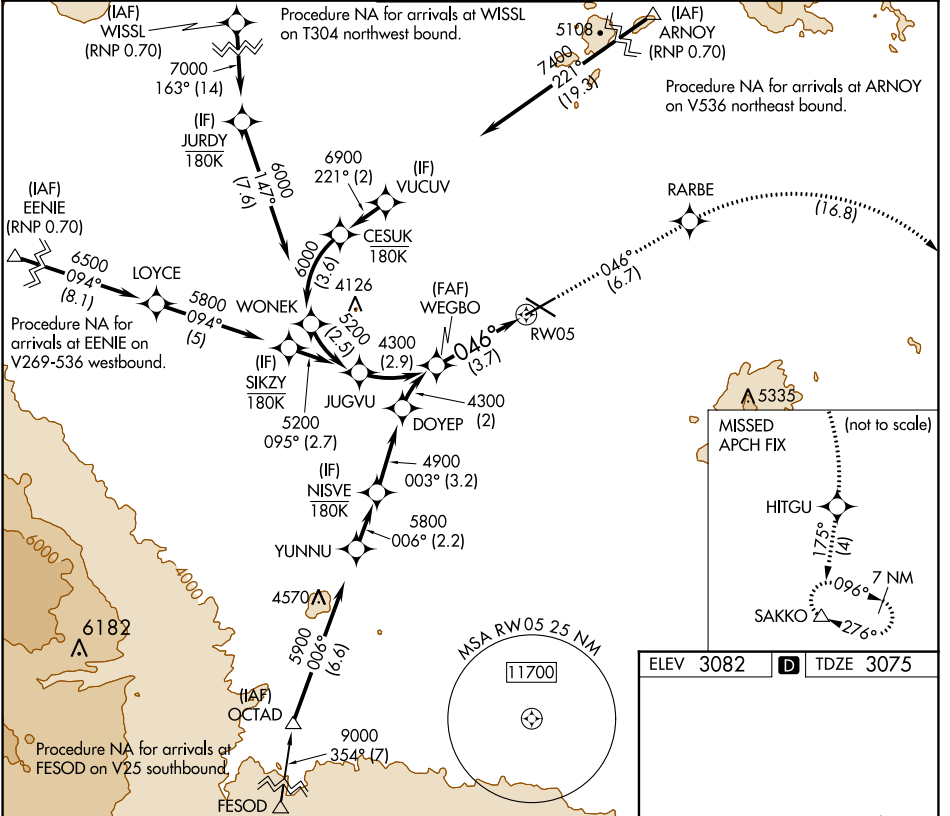 (IAF)
WISSL
(RNP 0.70)
Procedure NA for arrivals at WISSL
on T304 northwest bound.
5108
(IAF)
ARNOY
(RNP 0.70)
7400
221°
(19.3)
Procedure NA for arrivals at ARNOY
on V536 northeast bound.
7000
163° (14)
(IF)
JURDY
180K
6000
147°
(7.6)
6900
221° (2)
(IF)
VUCUV
CESUK
180K
6000
(3.6)
RARBE
(16.8)
(IAF)
EENIE
(RNP 0.70)
6500
094°
(8.1)
LOYCE
5800
094°
(5)
Procedure NA for
arrivals at EENIE on
V269-536 westbound.
WONEK
4126
5200
(2.5)
(FAF)
WEGBO
4300
(2.9)
046°
(3.7)
RW05
046°
(6.7)
(IF)
SIKZY
180K
JUGVU
5200
095° (2.7)
DOYEP
4300
(2)
4900
003° (3.2)
(IF)
NISVE
180K
5800
006° (2.2)
YUNNU
5335
MISSED
APCH FIX
(not to scale)
HITGU
175°
(4)
096°
7 NM
SAKKO
276°
6000
4000
6182
4570
5900
006°
(6.6)
(IAF)
OCTAD
9000
354° (7)
Procedure NA for arrivals at
FESOD on V25 southbound.
FESOD
MSA RW05 25 NM
11700
ELEV 3082
D
TDZE 3075